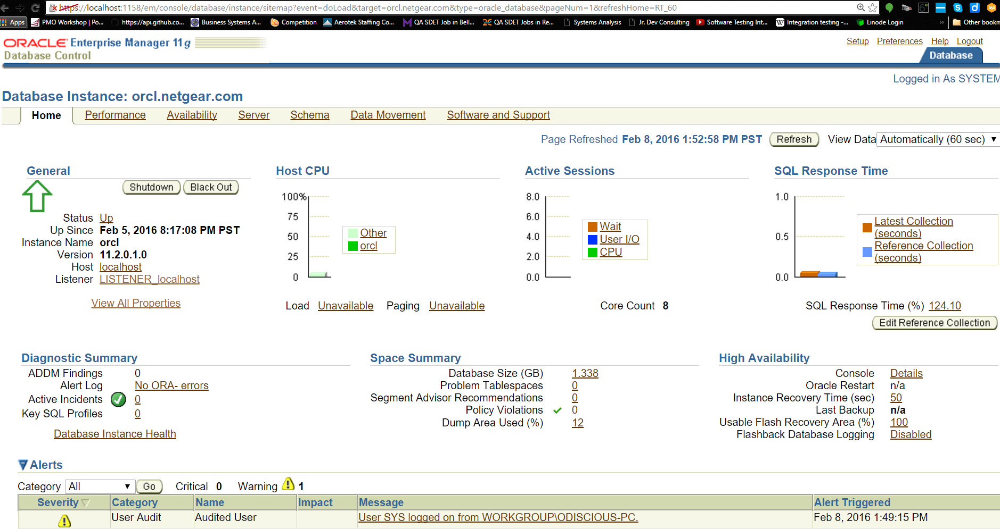 https://localhost:1158/em/console/database/instance/sitemap?event=doLoad&target=orcl.netgear.com&type=oracle_database&pageNum=1&refreshHome=RT_60
Apps PMO Workshop | Po... https://api.github.co... Business Systems A... Competition Aerotek Staffing Co... QA SDET Job in Bell... QA SDET Jobs in Re... Systems Analysis Jr. Dev Consulting Software Testing Int... Integration testing -... Linode Login » Other bookm
ORACLE Enterprise Manager 11g
Database Control
Setup Preferences Help Logout
Database
Logged in As SYSTEM
Database Instance: orcl.netgear.com
Home Performance Availability Server Schema Data Movement Software and Support
Page Refreshed Feb 8, 2016 1:52:58 PM PST Refresh View Data Automatically (60 sec)
General
Shutdown Black Out
Status Up
Up Since Feb 5, 2016 8:17:08 PM PST
Instance Name orcl
Version 11.2.0.1.0
Host localhost
Listener LISTENER_localhost
View All Properties
Host CPU
100%
75
50
25
0
Other
orcl
Load Unavailable Paging Unavailable
Active Sessions
8.0
6.0
4.0
2.0
0.0
Wait
User I/O
CPU
Core Count 8
SQL Response Time
1.0
0.5
0.0
Latest Collection
(seconds)
Reference Collection
(seconds)
SQL Response Time (%) 124.10
Edit Reference Collection
Diagnostic Summary
ADDM Findings 0
Alert Log No ORA- errors
Active Incidents 0
Key SQL Profiles 0
Database Instance Health
Space Summary
Database Size (GB) 1.338
Problem Tablespaces 0
Segment Advisor Recommendations 0
Policy Violations 0
Dump Area Used (%) 12
High Availability
Console Details
Oracle Restart n/a
Instance Recovery Time (sec) 50
Last Backup n/a
Usable Flash Recovery Area (%) 100
Flashback Database Logging Disabled
Alerts
Category All Go Critical 0 Warning 1
Severity Category Name Impact Message Alert Triggered
User Audit Audited User User SYS logged on from WORKGROUP\ODISCIOUS-PC. Feb 8, 2016 1:49:15 PM